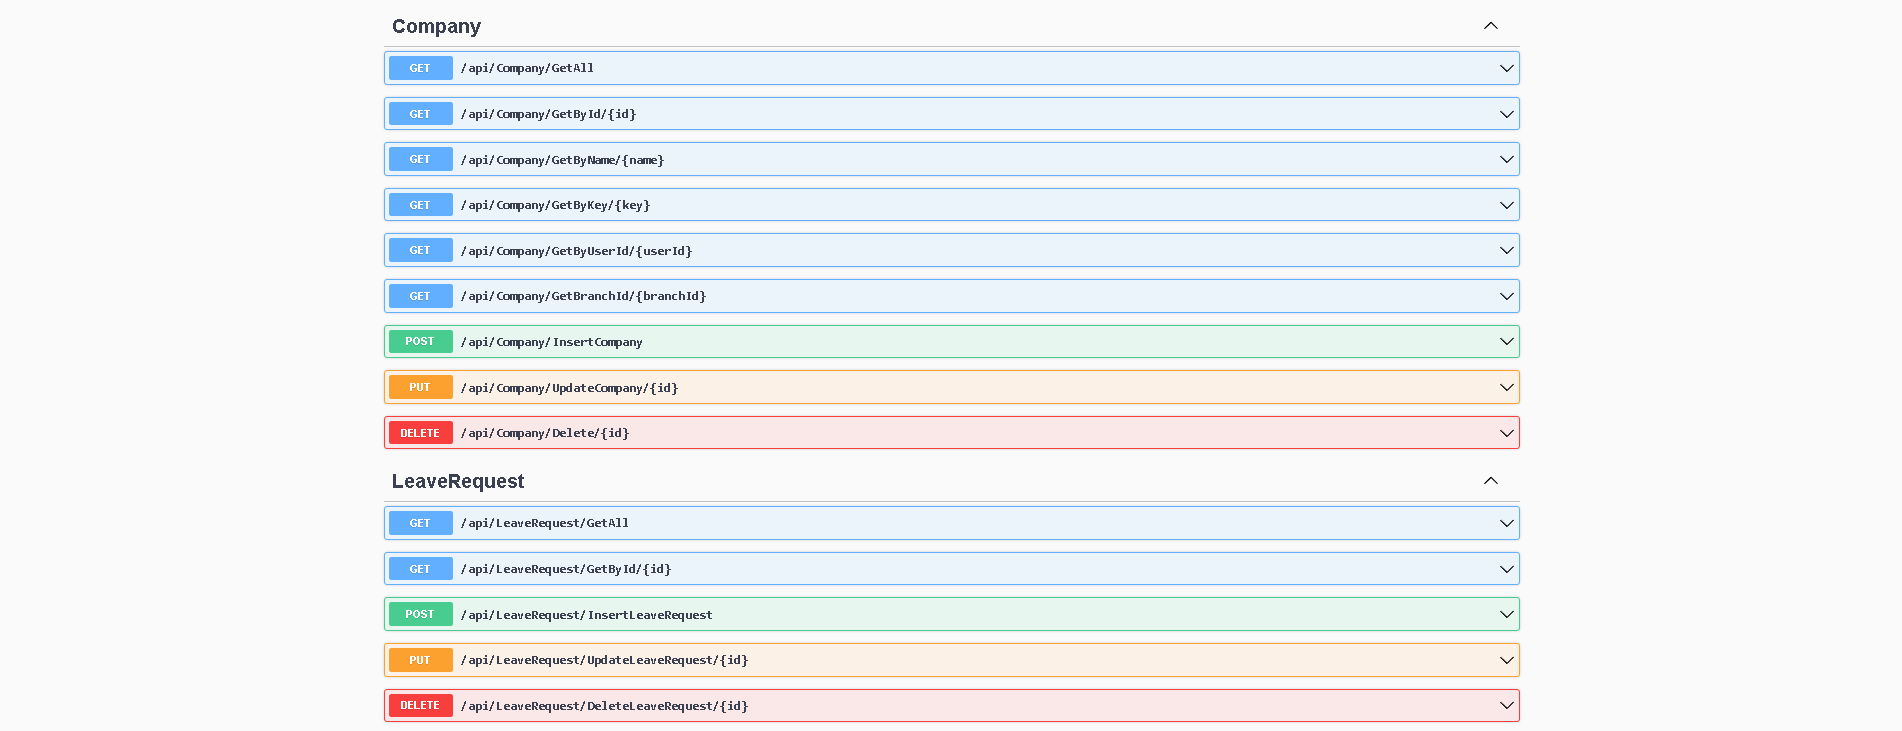 Company
GET /api/Company/GetAll
GET /api/Company/GetById/{id}
GET /api/Company/GetByName/{name}
GET /api/Company/GetByKey/{key}
GET /api/Company/GetByUserId/{userId}
GET /api/Company/GetBranchId/{branchId}
POST /api/Company/InsertCompany
PUT /api/Company/UpdateCompany/{id}
DELETE /api/Company/Delete/{id}
LeaveRequest
GET /api/LeaveRequest/GetAll
GET /api/LeaveRequest/GetById/{id}
POST /api/LeaveRequest/InsertLeaveRequest
PUT /api/LeaveRequest/UpdateLeaveRequest/{id}
DELETE /api/LeaveRequest/DeleteLeaveRequest/{id}